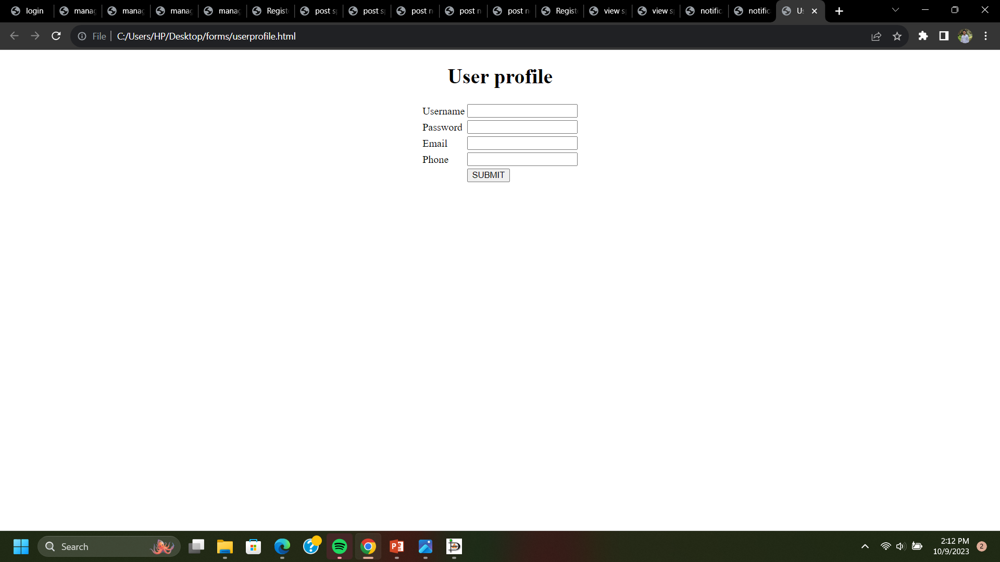 login
manag
manag
manag
manag
Registe
post sp
post sp
post n
post n
post n
Registe
view sp
view sp
notific
notific
Us
File
C:/Users/HP/Desktop/forms/userprofile.html
User profile
Username
Password
Email
Phone
SUBMIT
Search
2:12 PM
10/9/2023
2